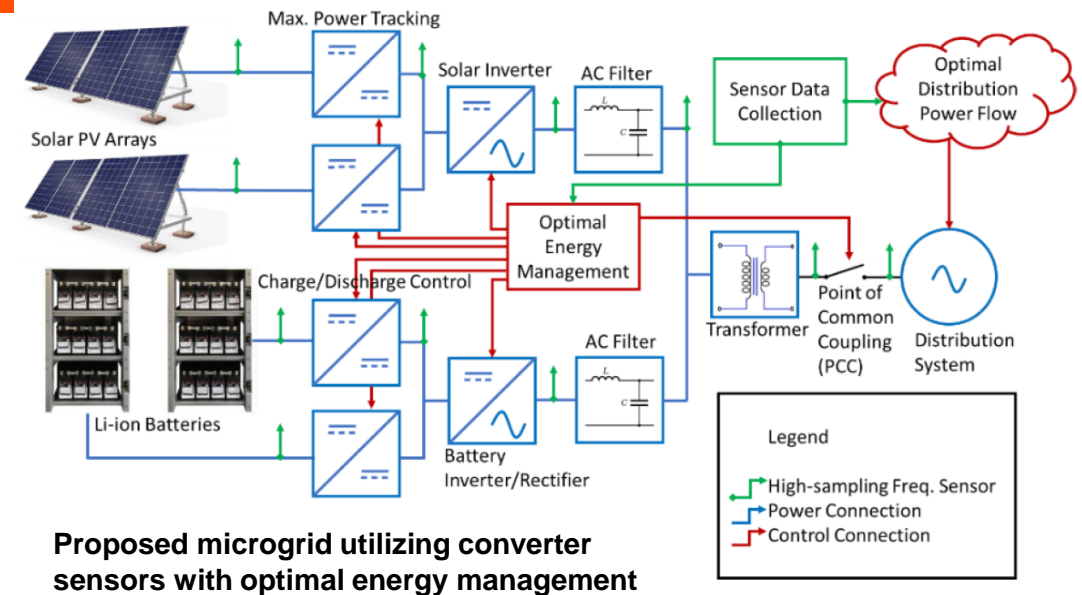 Max. Power Tracking
Solar Inverter
AC Filter
L
C
Sensor Data
Collection
Optimal
Distribution
Power Flow
Solar PV Arrays
Optimal
Energy
Management
Charge/Discharge Control
Transformer
Point of
Common
Coupling
(PCC)
Distribution
System
AC Filter
L
C
Li-ion Batteries
Battery
Inverter/Rectifier
Legend
High-sampling Freq. Sensor
Power Connection
Control Connection
Proposed microgrid utilizing converter
sensors with optimal energy management